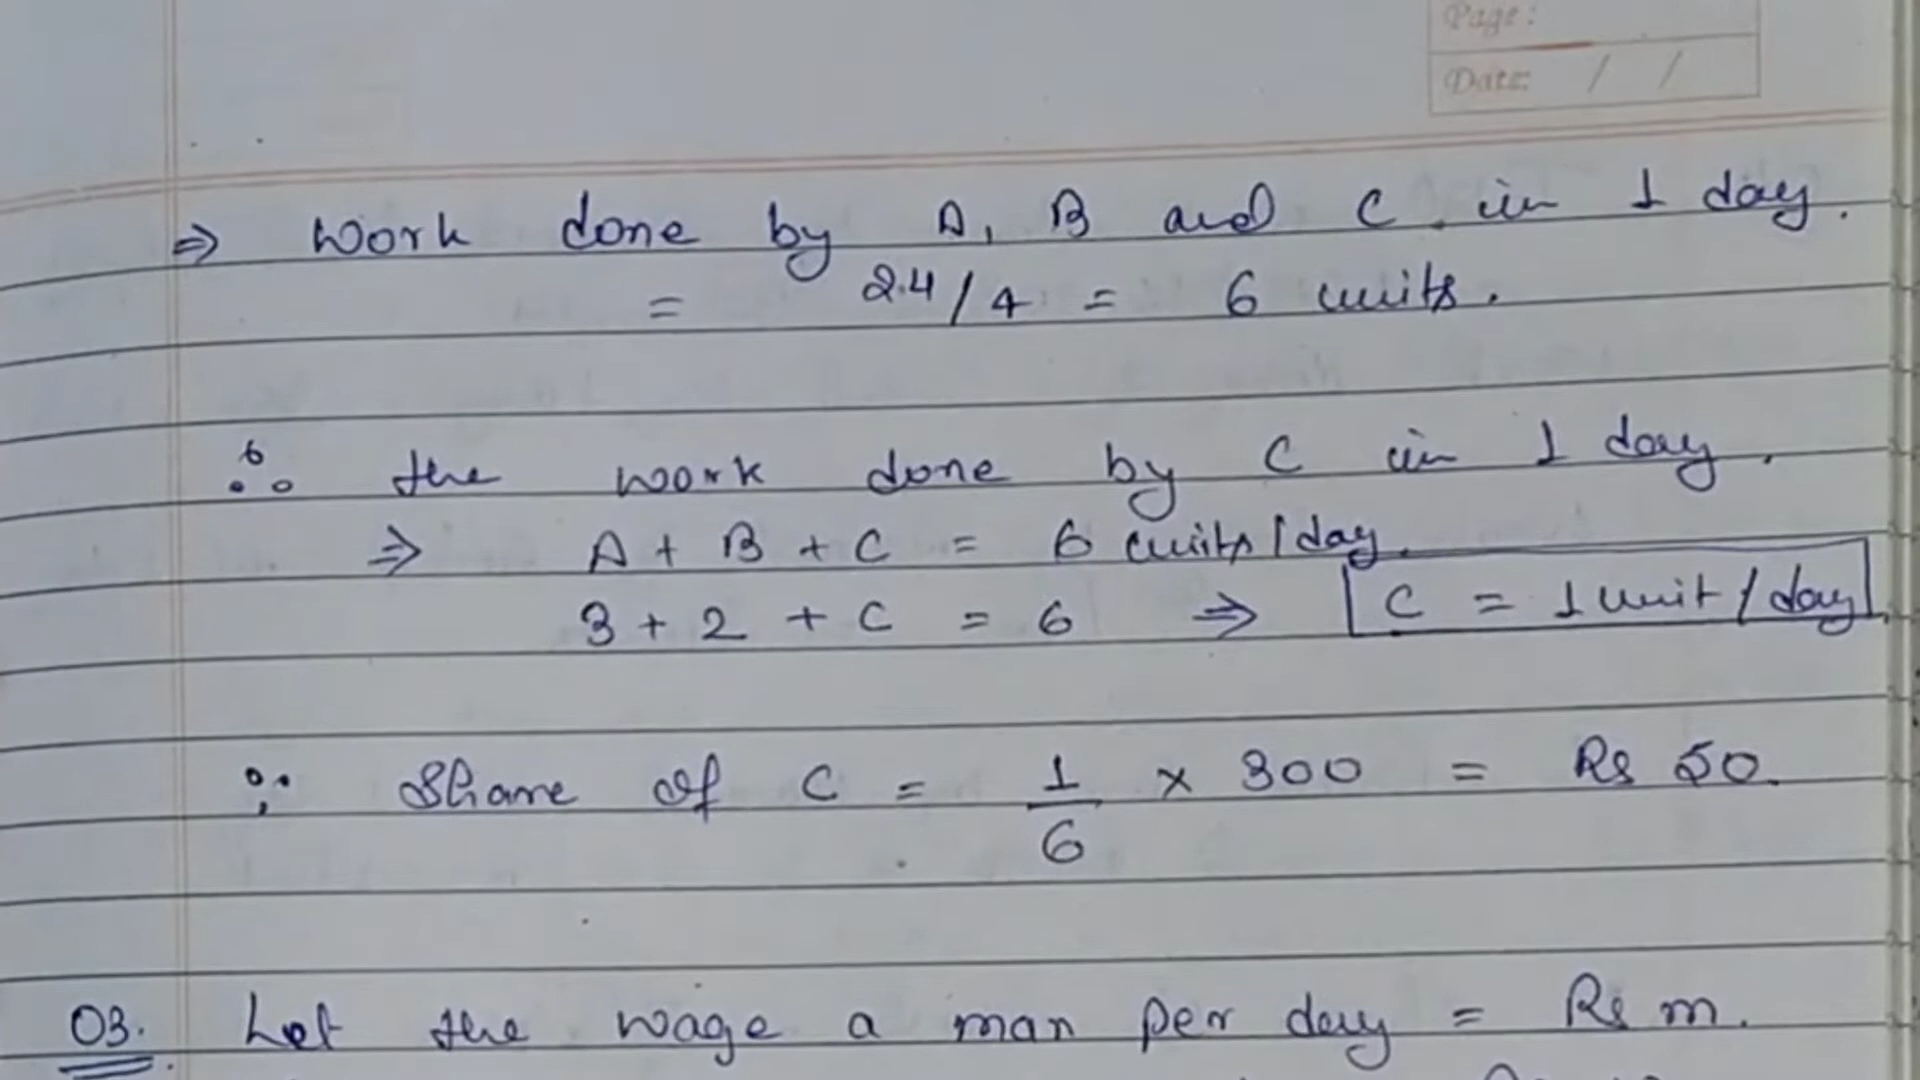 Page:
Date: / /
⇒ Work done by A, B and C in 1 day.
= 24/4 = 6 units.
∴ the work done by C in 1 day.
⇒ A + B + C = 6 units/day.
3 + 2 + C = 6 ⇒ C = 1 unit/day
∴ Share of C = 1/6 × 300 = Rs 50.
03. Let the wage a man per day = Rs m.